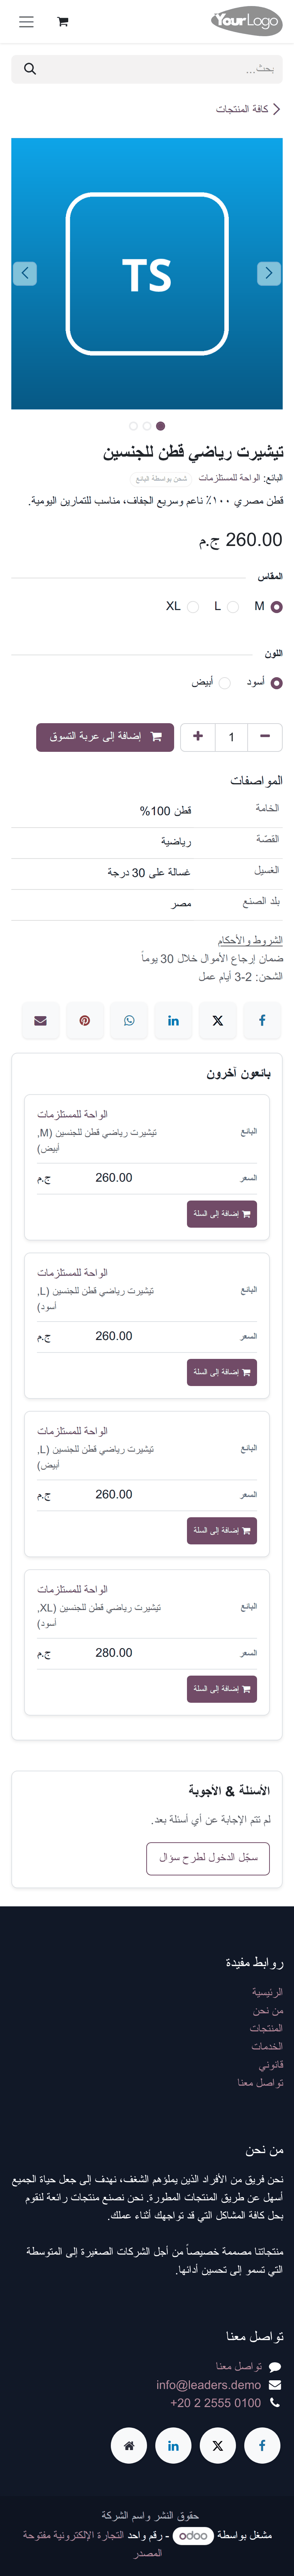 YourLogo
بحث...
كافة المنتجات
TS
تيشيرت رياضي قطن للجنسين
البائع: الواحة للمستلزمات شحن بواسطة البائع
قطن مصري ١٠٠٪ ناعم وسريع الجفاف، مناسب للتمارين اليومية.
260.00 ج.م
المقاس
M L XL
اللون
أسود أبيض
1
إضافة إلى عربة التسوق
المواصفات
الخامة قطن 100%
القصّة رياضية
الغسيل غسالة على 30 درجة
بلد الصنع مصر
الشروط والأحكام
ضمان إرجاع الأموال خلال 30 يوماً
الشحن: 2-3 أيام عمل
بائعون آخرون
الواحة للمستلزمات
البائع تيشيرت رياضي قطن للجنسين (M,
أبيض)
السعر 260.00 ج.م
إضافة إلى السلة
الواحة للمستلزمات
البائع تيشيرت رياضي قطن للجنسين (L,
أسود)
السعر 260.00 ج.م
إضافة إلى السلة
الواحة للمستلزمات
البائع تيشيرت رياضي قطن للجنسين (L,
أبيض)
السعر 260.00 ج.م
إضافة إلى السلة
الواحة للمستلزمات
البائع تيشيرت رياضي قطن للجنسين (XL,
أسود)
السعر 280.00 ج.م
إضافة إلى السلة
الأسئلة & الأجوبة
لم تتم الإجابة عن أي أسئلة بعد.
سجّل الدخول لطرح سؤال
روابط مفيدة
الرئيسية
من نحن
المنتجات
الخدمات
قانوني
تواصل معنا
من نحن
نحن فريق من الأفراد الذين يملؤهم الشغف، نهدف إلى جعل حياة الجميع
أسهل عن طريق المنتجات المطورة. نحن نصنع منتجات رائعة لنقوم
بحل كافة المشاكل التي قد تواجهك أثناء عملك.
منتجاتنا مصممة خصيصاً من أجل الشركات الصغيرة إلى المتوسطة
التي تسمو إلى تحسين أدائها.
تواصل معنا
تواصل معنا
info@leaders.demo
+20 2 2555 0100
حقوق النشر واسم الشركة
مشغل بواسطة odoo - رقم واحد التجارة الإلكترونية مفتوحة
المصدر